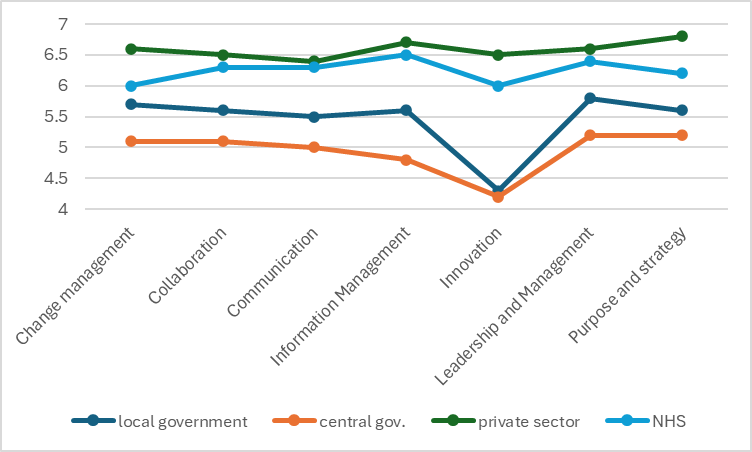 7
6.5
6
5.5
5
4.5
4
Change management
Collaboration
Communication
Information Management
Innovation
Leadership and Management
Purpose and strategy
local government
central gov.
private sector
NHS